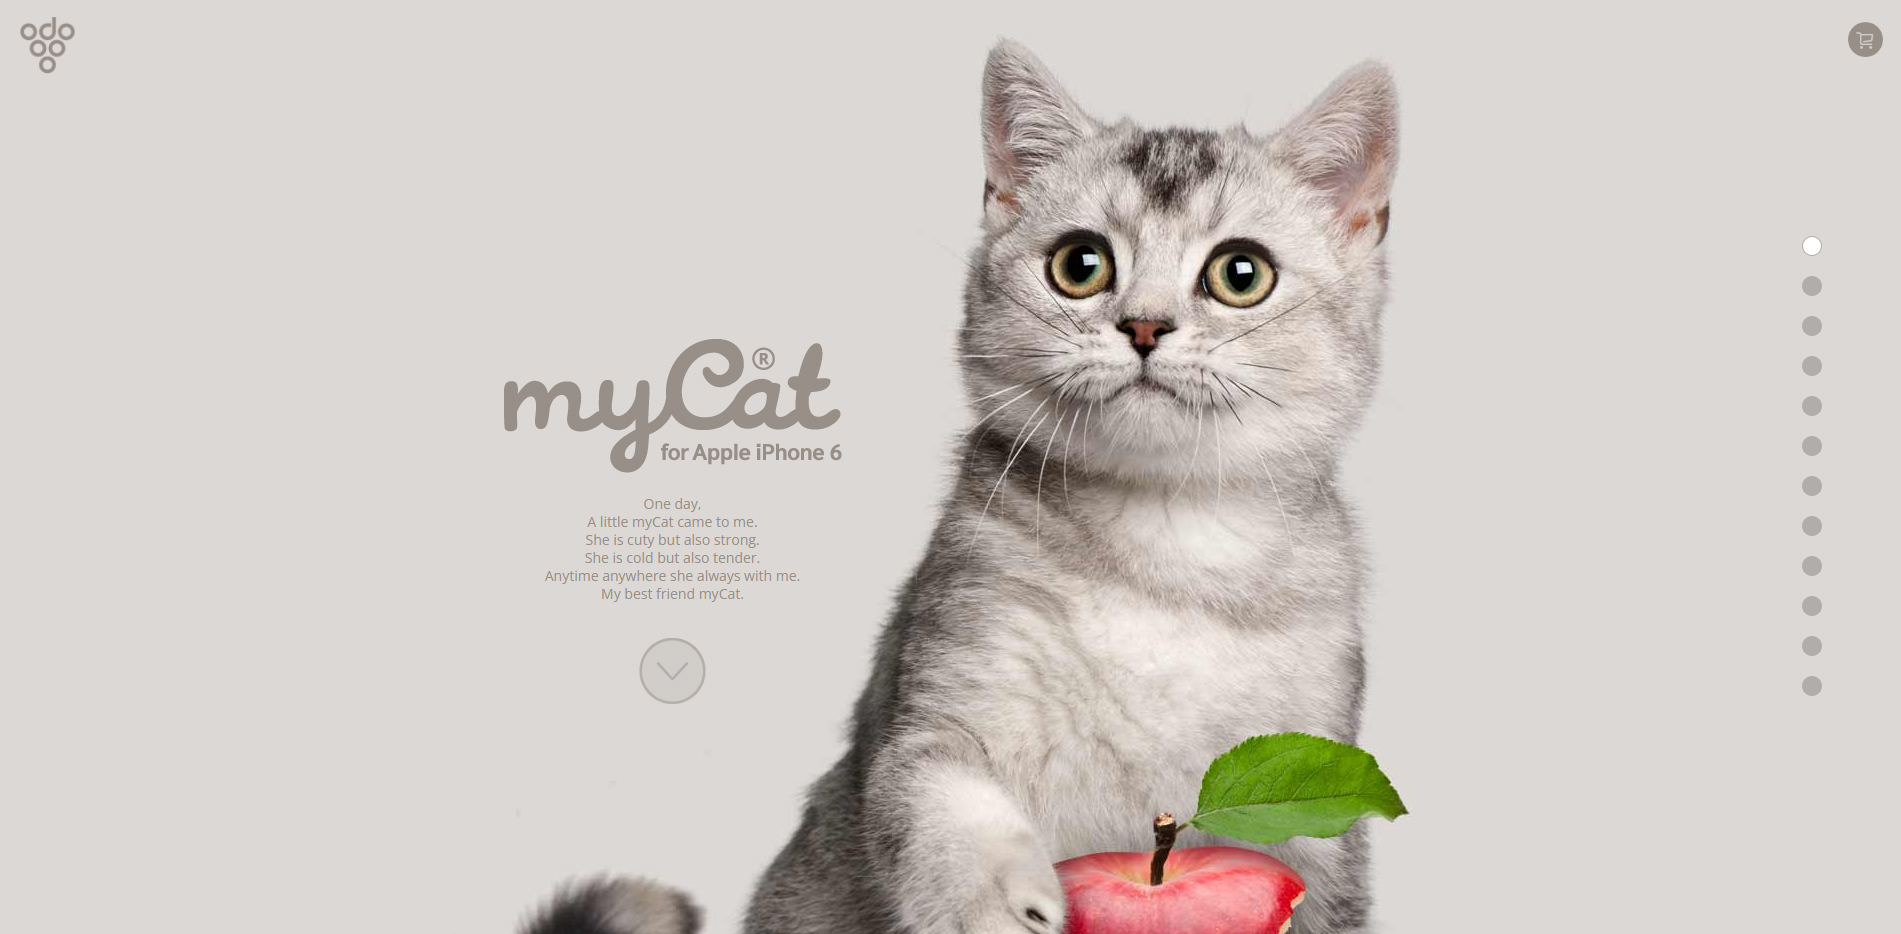 odo
myCat®
for Apple iPhone 6
One day,
A little myCat came to me.
She is cuty but also strong.
She is cold but also tender.
Anytime anywhere she always with me.
My best friend myCat.